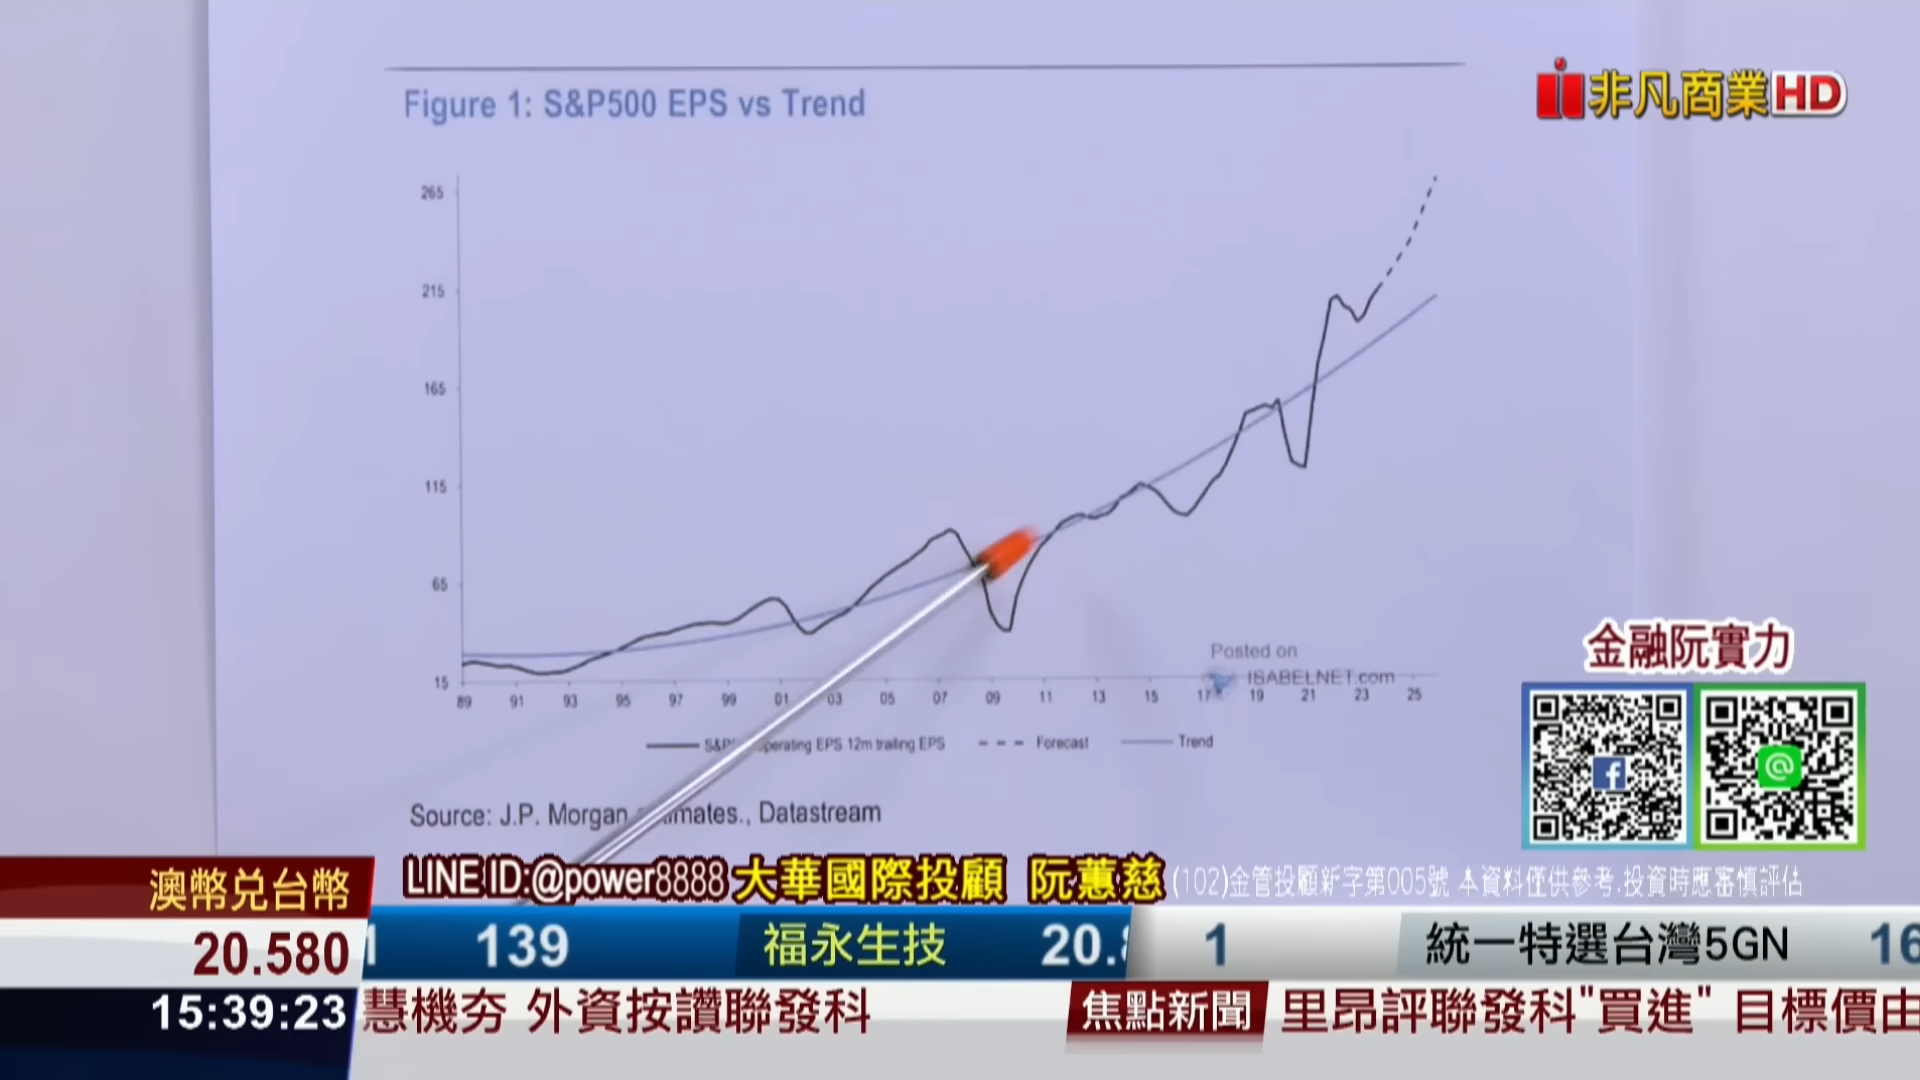 Figure 1: S&P500 EPS vs Trend
非凡商業HD
265
215
165
115
65
15
89 91 93 95 97 99 01 03 05 07 09 11 13 15 17 19 21 23 25
Posted on
ISABELNET.com
EPS 12m trailing EPS Forecast Trend
Source: J.P. Morgan Datastream
金融阮實力
LINE ID:@power8888 大華國際投顧 阮蕙慈 (102)金管投顧新字第005號 本資料僅供參考.投資時應審慎評估
澳幣兌台幣
20.580
139 福永生技 20. 1 統一特選台灣5GN 16
15:39:23
慧機夯 外資按讚聯發科 焦點新聞 里昂評聯發科"買進" 目標價由